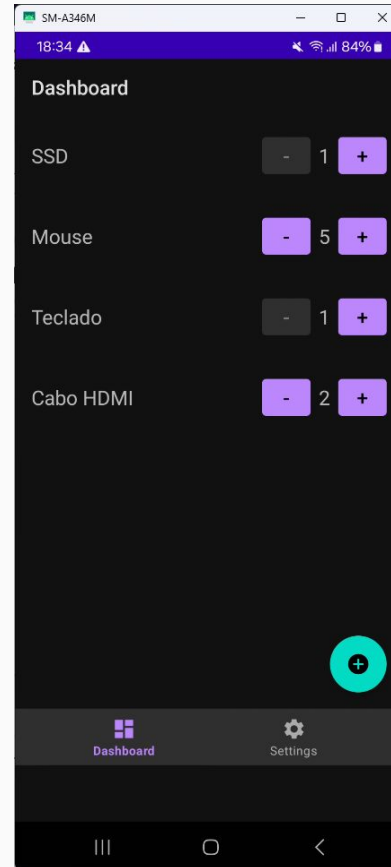 SM-A346M
18:34 84%
Dashboard
SSD - 1 +
Mouse - 5 +
Teclado - 1 +
Cabo HDMI - 2 +
Dashboard Settings